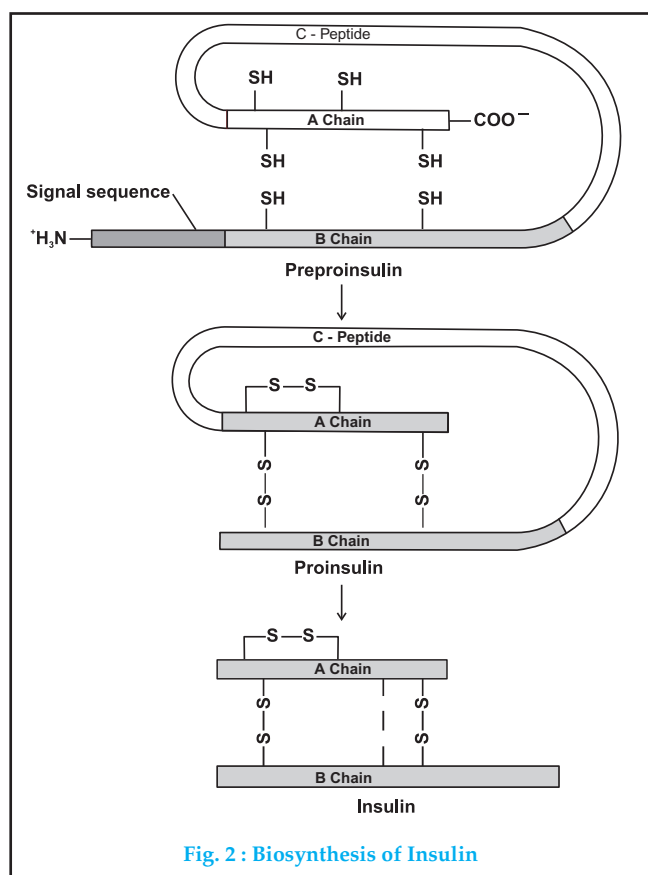 C - Peptide
SH SH
A Chain COO⁻
SH SH
SH SH
Signal sequence
⁺H₃N B Chain
Preproinsulin
C - Peptide
S S
A Chain
S S
S S
B Chain
Proinsulin
S S
A Chain
S S
S S
B Chain
Insulin
Fig. 2 : Biosynthesis of Insulin